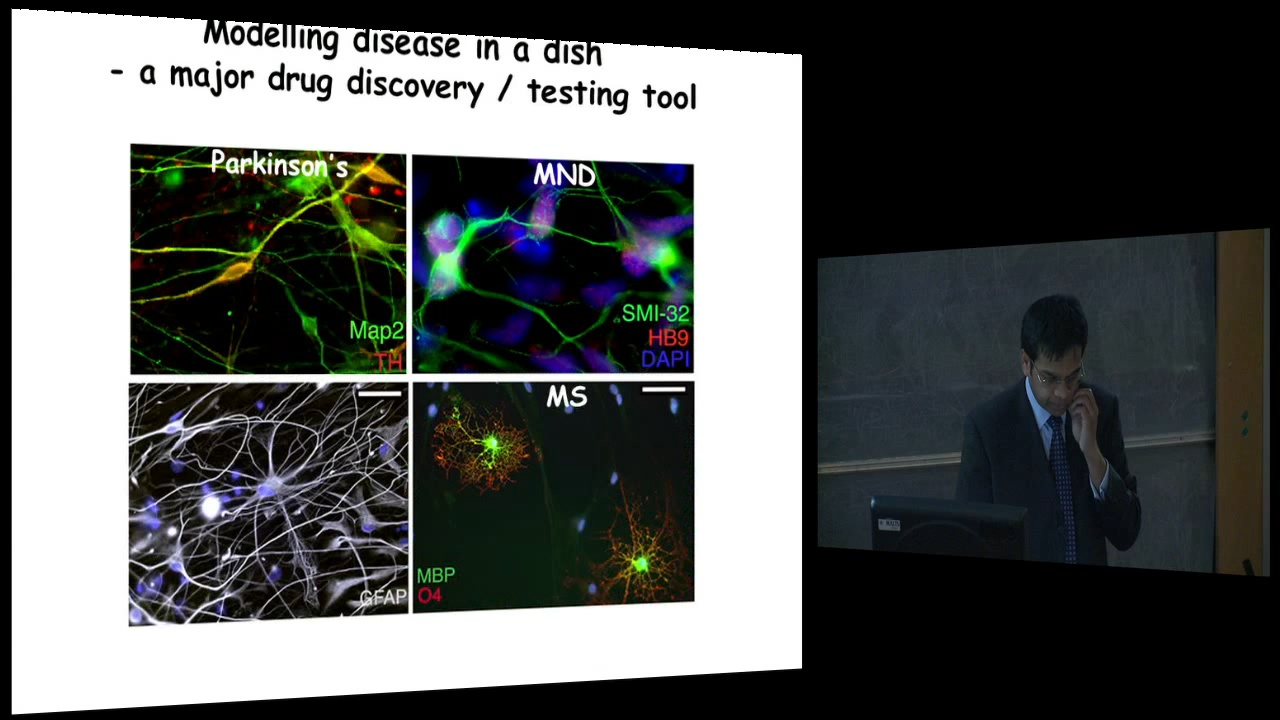 Modelling disease in a dish
- a major drug discovery / testing tool
Parkinson's
Map2
TH
MND
SMI-32
HB9
DAPI
GFAP
MS
MBP
O4